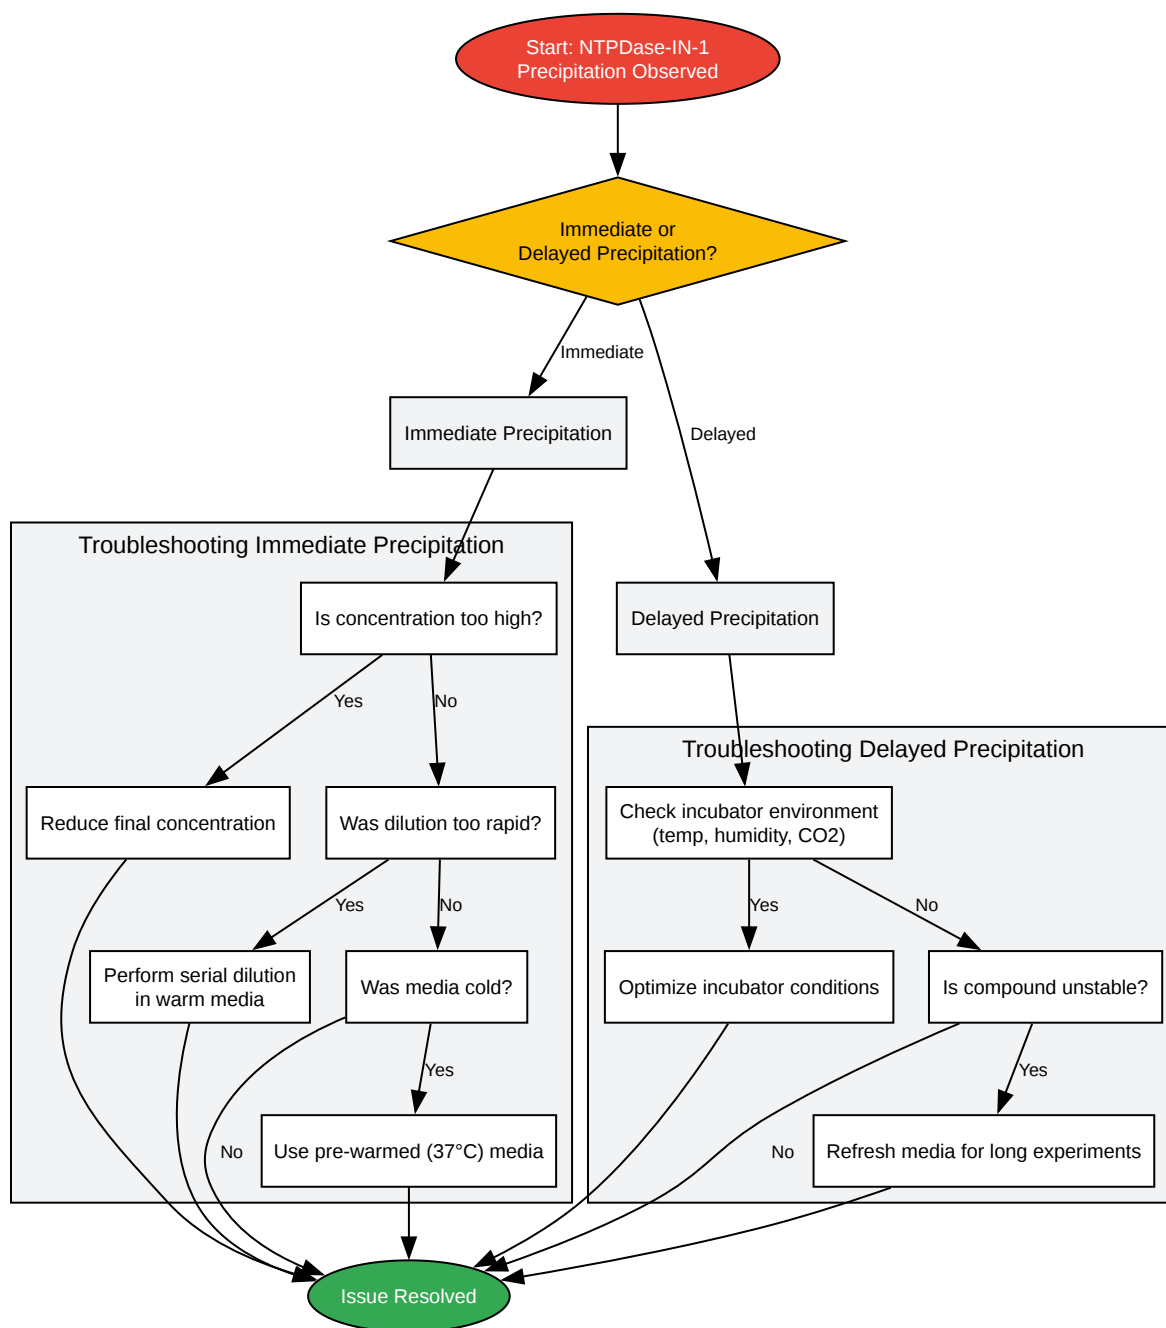 Start: NTPDase-IN-1
Precipitation Observed
Immediate or
Delayed Precipitation?
Immediate
Delayed
Immediate Precipitation
Troubleshooting Immediate Precipitation
Is concentration too high?
Delayed Precipitation
Yes
No
Troubleshooting Delayed Precipitation
Reduce final concentration
Was dilution too rapid?
Check incubator environment
(temp, humidity, CO2)
Yes
No
Yes
No
Perform serial dilution
in warm media
Was media cold?
Optimize incubator conditions
Is compound unstable?
Yes
Yes
No
Use pre-warmed (37°C) media
No
Refresh media for long experiments
Issue Resolved